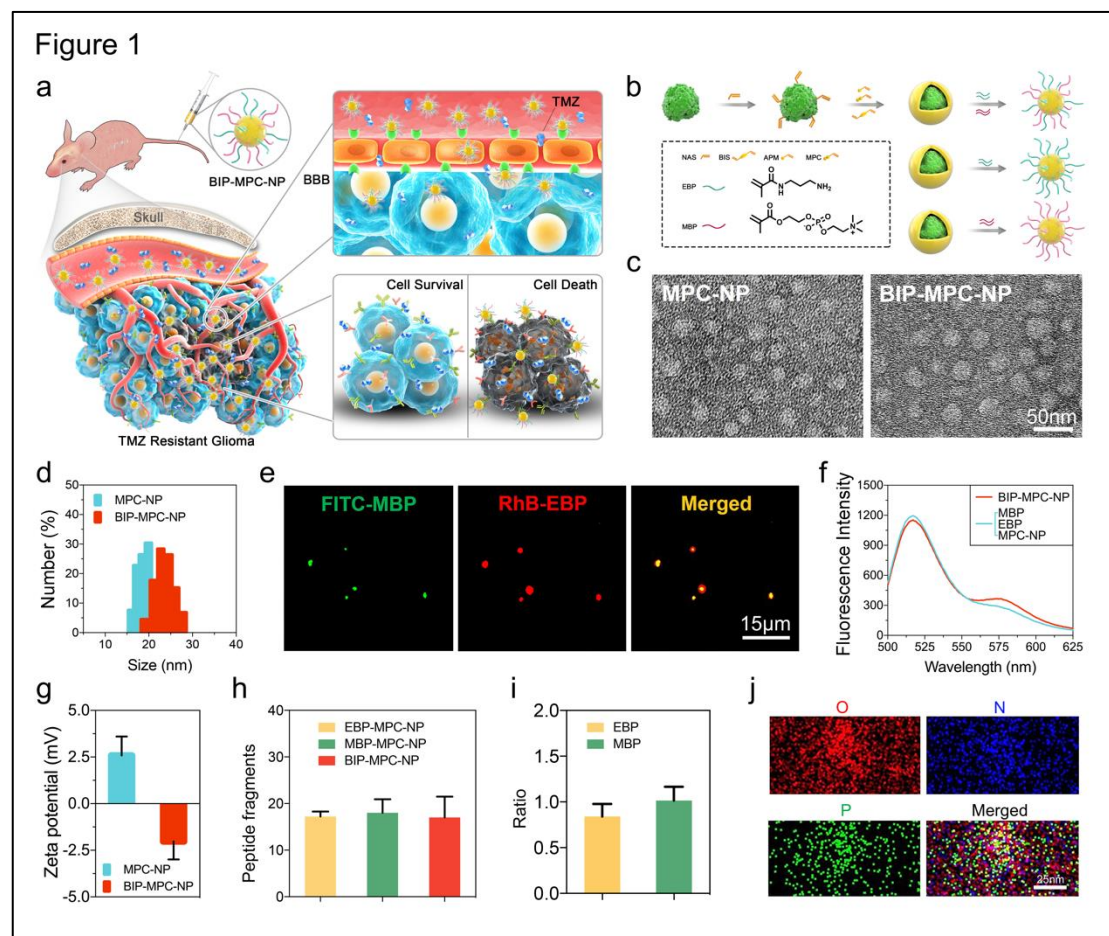 Figure 1
a
BIP-MPC-NP
BBB
TMZ
Skull
Cell Survival
Cell Death
TMZ Resistant Glioma
b
NAS
BIS
APM
MPC
EBP
O
N
H
NH₂
MBP
O
O
O
O
P
O
O⁻
N⁺
c
MPC-NP
BIP-MPC-NP
50nm
d
MPC-NP
BIP-MPC-NP
Number (%)
50
40
30
20
10
0
10
20
30
40
Size (nm)
e
FITC-MBP
RhB-EBP
Merged
15μm
f
BIP-MPC-NP
MBP
EBP
MPC-NP
Fluorescence Intensity
1500
1200
900
600
300
0
500
525
550
575
600
625
Wavelength (nm)
g
Zeta potential (mV)
5.0
2.5
0.0
-2.5
-5.0
MPC-NP
BIP-MPC-NP
h
Peptide fragments
40
30
20
10
0
EBP-MPC-NP
MBP-MPC-NP
BIP-MPC-NP
i
Ratio
2.0
1.5
1.0
0.5
0.0
EBP
MBP
j
O
N
P
Merged
25nm